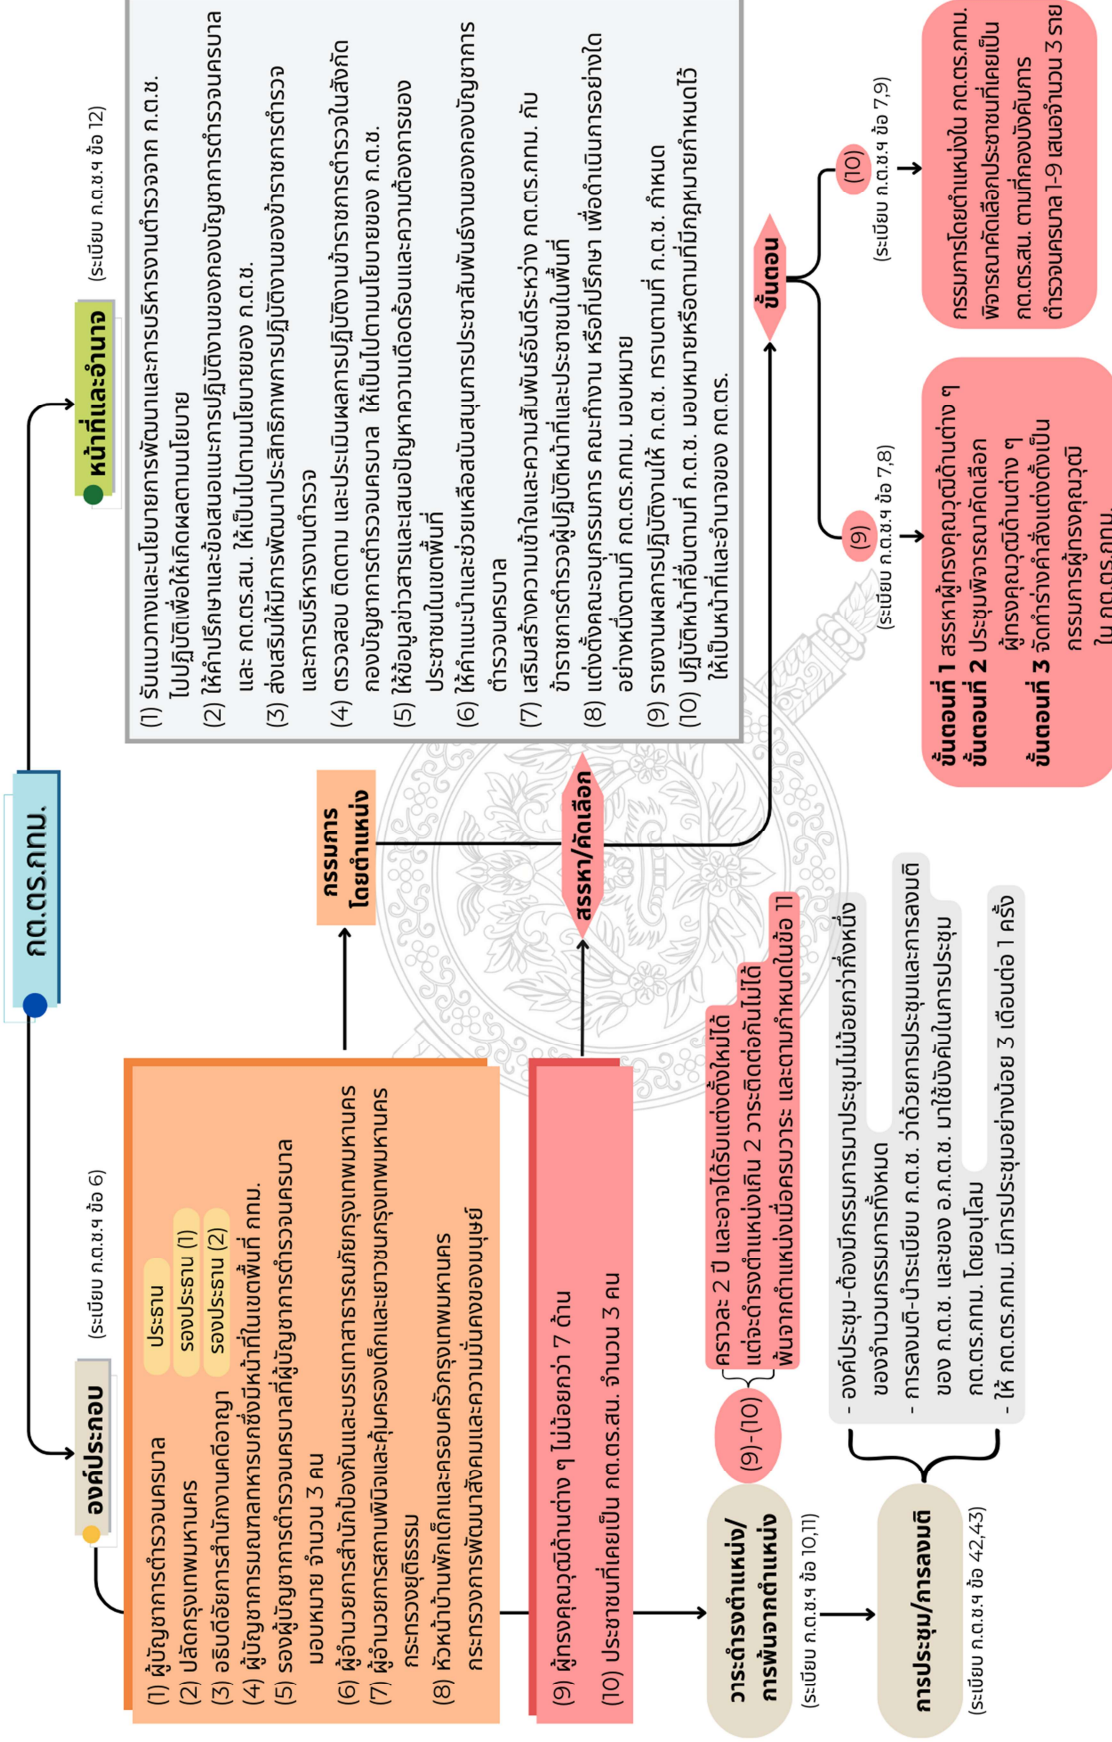 กต.ตร.กทม.
องค์ประกอบ
(ระเบียบ ก.ต.ช.ฯ ข้อ 6)
(1) ผู้บัญชาการตำรวจนครบาล ประธาน
(2) ปลัดกรุงเทพมหานคร รองประธาน (1)
(3) อธิบดีอัยการสำนักงานคดีอาญา รองประธาน (2)
(4) ผู้บัญชาการมณฑลทหารบกซึ่งมีหน้าที่ในเขตพื้นที่ กทม.
(5) รองผู้บัญชาการตำรวจนครบาลที่ผู้บัญชาการตำรวจนครบาล
มอบหมาย จำนวน 3 คน
(6) ผู้อำนวยการสำนักป้องกันและบรรเทาสาธารณภัยกรุงเทพมหานคร
(7) ผู้อำนวยการสถานพินิจและคุ้มครองเด็กและเยาวชนกรุงเทพมหานคร
กระทรวงยุติธรรม
(8) หัวหน้าบ้านพักเด็กและครอบครัวกรุงเทพมหานคร
กระทรวงการพัฒนาสังคมและความมั่นคงของมนุษย์
(9) ผู้ทรงคุณวุฒิด้านต่าง ๆ ไม่น้อยกว่า 7 ด้าน
(10) ประชาชนที่เคยเป็น กต.ตร.สน. จำนวน 3 คน
กรรมการ
โดยตำแหน่ง
สรรหา/คัดเลือก
วาระดำรงตำแหน่ง/
การพ้นจากตำแหน่ง
(ระเบียบ ก.ต.ช.ฯ ข้อ 10,11)
(9)-(10)
คราวละ 2 ปี และอาจได้รับแต่งตั้งใหม่ได้
แต่จะดำรงตำแหน่งเกิน 2 วาระติดต่อกันไม่ได้
พ้นจากตำแหน่งเมื่อครบวาระ และตามกำหนดในข้อ 11
การประชุม/การลงมติ
(ระเบียบ ก.ต.ช.ฯ ข้อ 42,43)
- องค์ประชุม-ต้องมีกรรมการมาประชุมไม่น้อยกว่ากึ่งหนึ่ง
ของจำนวนกรรมการทั้งหมด
- การลงมติ-นำระเบียบ ก.ต.ช. ว่าด้วยการประชุมและการลงมติ
ของ ก.ต.ช. และของ อ.ก.ต.ช. มาใช้บังคับในการประชุม
กต.ตร.กทม. โดยอนุโลม
- ให้ กต.ตร.กทม. มีการประชุมอย่างน้อย 3 เดือนต่อ 1 ครั้ง
หน้าที่และอำนาจ
(ระเบียบ ก.ต.ช.ฯ ข้อ 12)
(1) รับแนวทางและนโยบายการพัฒนาและการบริหารงานตำรวจจาก ก.ต.ช.
ไปปฏิบัติเพื่อให้เกิดผลตามนโยบาย
(2) ให้คำปรึกษาและข้อเสนอแนะการปฏิบัติงานของกองบัญชาการตำรวจนครบาล
และ กต.ตร.สน. ให้เป็นไปตามนโยบายของ ก.ต.ช.
(3) ส่งเสริมให้มีการพัฒนาประสิทธิภาพการปฏิบัติงานของข้าราชการตำรวจ
และการบริหารงานตำรวจ
(4) ตรวจสอบ ติดตาม และประเมินผลการปฏิบัติงานข้าราชการตำรวจในสังกัด
กองบัญชาการตำรวจนครบาล ให้เป็นไปตามนโยบายของ ก.ต.ช.
(5) ให้ข้อมูลข่าวสารและเสนอปัญหาความเดือดร้อนและความต้องการของ
ประชาชนในเขตพื้นที่
(6) ให้คำแนะนำและช่วยเหลือสนับสนุนการประชาสัมพันธ์งานของกองบัญชาการ
ตำรวจนครบาล
(7) เสริมสร้างความเข้าใจและความสัมพันธ์อันดีระหว่าง กต.ตร.กทม. กับ
ข้าราชการตำรวจผู้ปฏิบัติหน้าที่และประชาชนในพื้นที่
(8) แต่งตั้งคณะอนุกรรมการ คณะทำงาน หรือที่ปรึกษา เพื่อดำเนินการอย่างใด
อย่างหนึ่งตามที่ กต.ตร.กทม. มอบหมาย
(9) รายงานผลการปฏิบัติงานให้ ก.ต.ช. ทราบตามที่ ก.ต.ช. กำหนด
(10) ปฏิบัติหน้าที่อื่นตามที่ ก.ต.ช. มอบหมายหรือตามที่มีกฎหมายกำหนดไว้
ให้เป็นหน้าที่และอำนาจของ กต.ตร.
ขั้นตอน
(9)
(ระเบียบ ก.ต.ช.ฯ ข้อ 7,8)
ขั้นตอนที่ 1 สรรหาผู้ทรงคุณวุฒิด้านต่าง ๆ
ขั้นตอนที่ 2 ประชุมพิจารณาคัดเลือก
ผู้ทรงคุณวุฒิด้านต่าง ๆ
ขั้นตอนที่ 3 จัดทำร่างคำสั่งแต่งตั้งเป็น
กรรมการผู้ทรงคุณวุฒิ
ใน กต.ตร.กทม.
(10)
(ระเบียบ ก.ต.ช.ฯ ข้อ 7,9)
กรรมการโดยตำแหน่งใน กต.ตร.กทม.
พิจารณาคัดเลือกประชาชนที่เคยเป็น
กต.ตร.สน. ตามที่กองบังคับการ
ตำรวจนครบาล 1-9 เสนอจำนวน 3 ราย